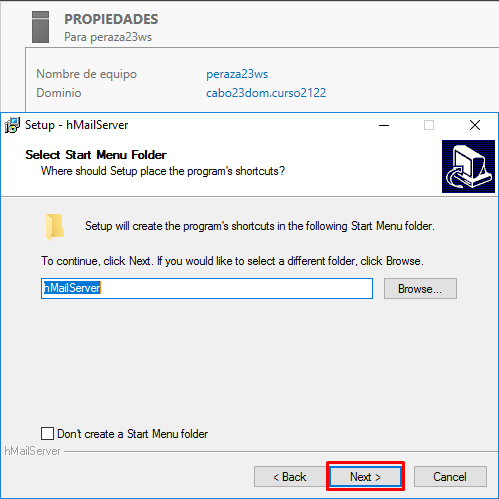 PROPIEDADES
Para peraza23ws
Nombre de equipo peraza23ws
Dominio cabo23dom.curso2122
Setup - hMailServer
Select Start Menu Folder
Where should Setup place the program's shortcuts?
Setup will create the program's shortcuts in the following Start Menu folder.
To continue, click Next. If you would like to select a different folder, click Browse.
hMailServer Browse...
Don't create a Start Menu folder
hMailServer
< Back Next > Cancel